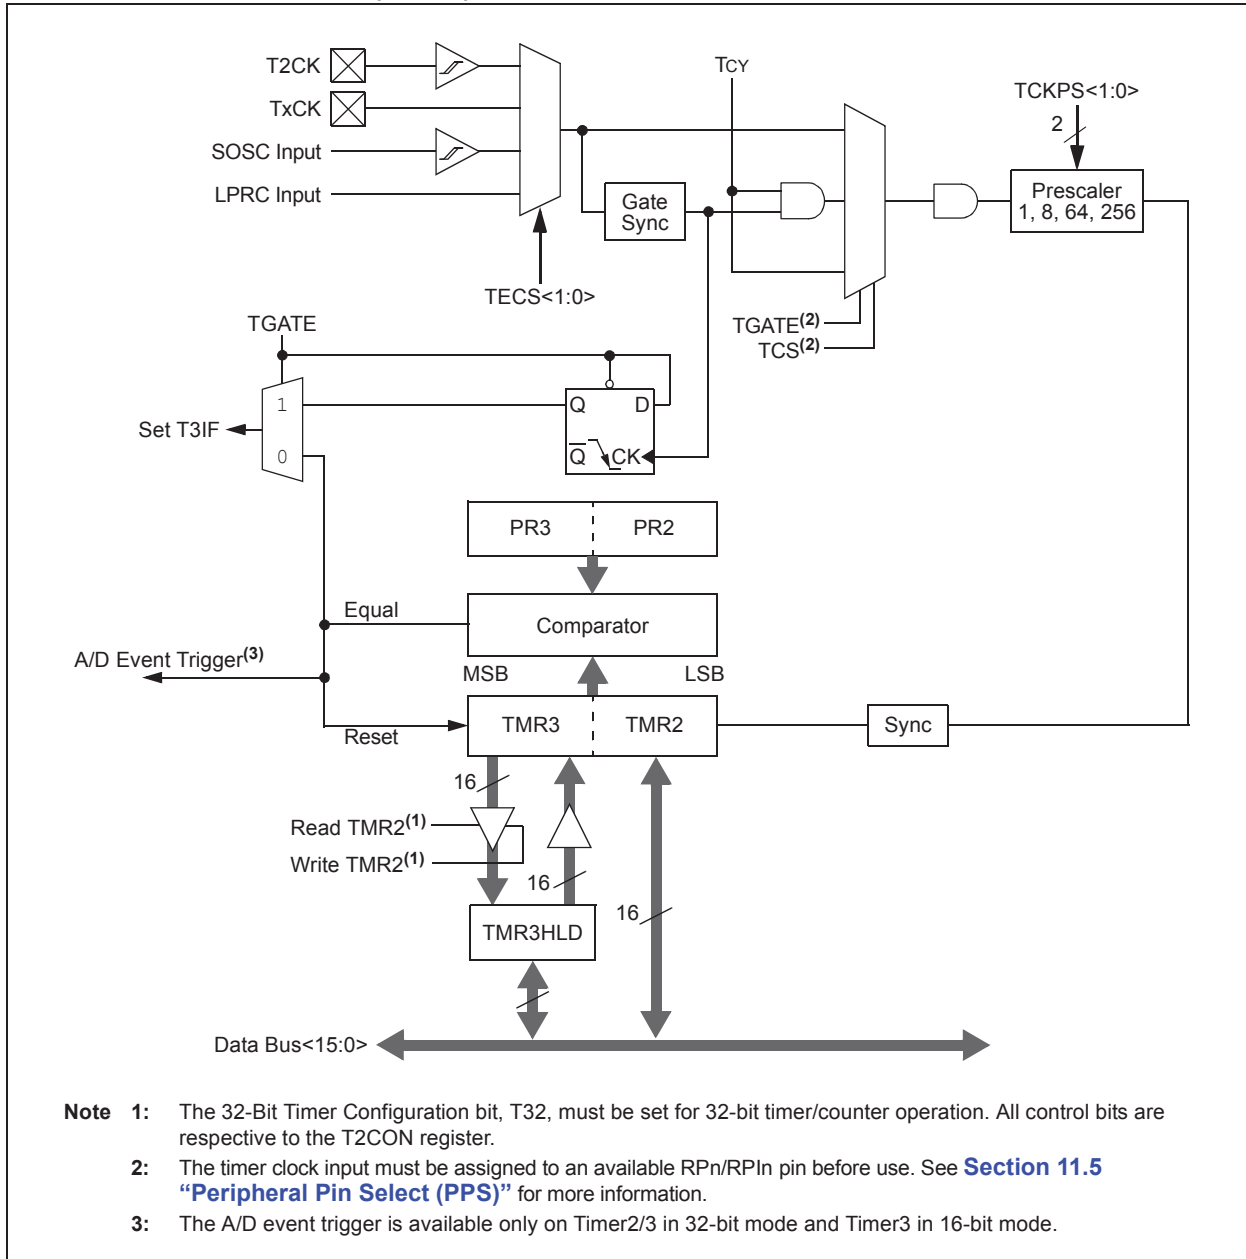 T2CK
TxCK
SOSC Input
LPRC Input
TECS<1:0>
Gate
Sync
TCY
TCKPS<1:0>
2
Prescaler
1, 8, 64, 256
TGATE(2)
TCS(2)
TGATE
1
0
Set T3IF
Q
D
Q
CK
PR3
PR2
Equal
Comparator
A/D Event Trigger(3)
MSB
LSB
Reset
TMR3
TMR2
Sync
16
Read TMR2(1)
Write TMR2(1)
16
16
TMR3HLD
Data Bus<15:0>
Note 1: The 32-Bit Timer Configuration bit, T32, must be set for 32-bit timer/counter operation. All control bits are
respective to the T2CON register.
2: The timer clock input must be assigned to an available RPn/RPIn pin before use. See Section 11.5
“Peripheral Pin Select (PPS)” for more information.
3: The A/D event trigger is available only on Timer2/3 in 32-bit mode and Timer3 in 16-bit mode.